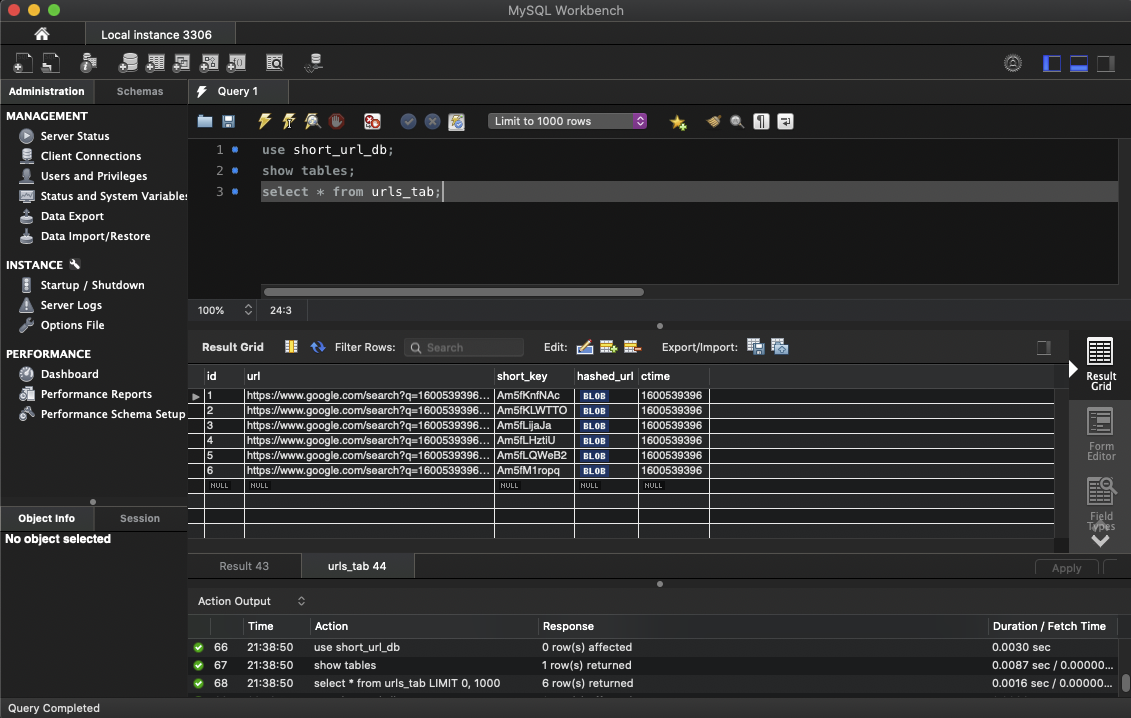 MySQL Workbench
Local instance 3306
Administration Schemas
Query 1
MANAGEMENT
Server Status
Client Connections
Users and Privileges
Status and System Variables
Data Export
Data Import/Restore
INSTANCE
Startup / Shutdown
Server Logs
Options File
PERFORMANCE
Dashboard
Performance Reports
Performance Schema Setup
Object Info Session
No object selected
Limit to 1000 rows
1 use short_url_db;
2 show tables;
3 select * from urls_tab;
100% 24:3
Result Grid Filter Rows: Search Edit: Export/Import:
id url short_key hashed_url ctime
1 https://www.google.com/search?q=1600539396... Am5fKnfNAc BLOB 1600539396
2 https://www.google.com/search?q=1600539396... Am5fKLWTTO BLOB 1600539396
3 https://www.google.com/search?q=1600539396... Am5fLijaJa BLOB 1600539396
4 https://www.google.com/search?q=1600539396... Am5fLHztiU BLOB 1600539396
5 https://www.google.com/search?q=1600539396... Am5fLQWeB2 BLOB 1600539396
6 https://www.google.com/search?q=1600539396... Am5fM1ropq BLOB 1600539396
NULL NULL NULL NULL NULL
Result
Grid
Form
Editor
Field
Types
Result 43 urls_tab 44 Apply
Action Output
Time Action Response Duration / Fetch Time
66 21:38:50 use short_url_db 0 row(s) affected 0.0030 sec
67 21:38:50 show tables 1 row(s) returned 0.0087 sec / 0.00000...
68 21:38:50 select * from urls_tab LIMIT 0, 1000 6 row(s) returned 0.0016 sec / 0.00000...
Query Completed